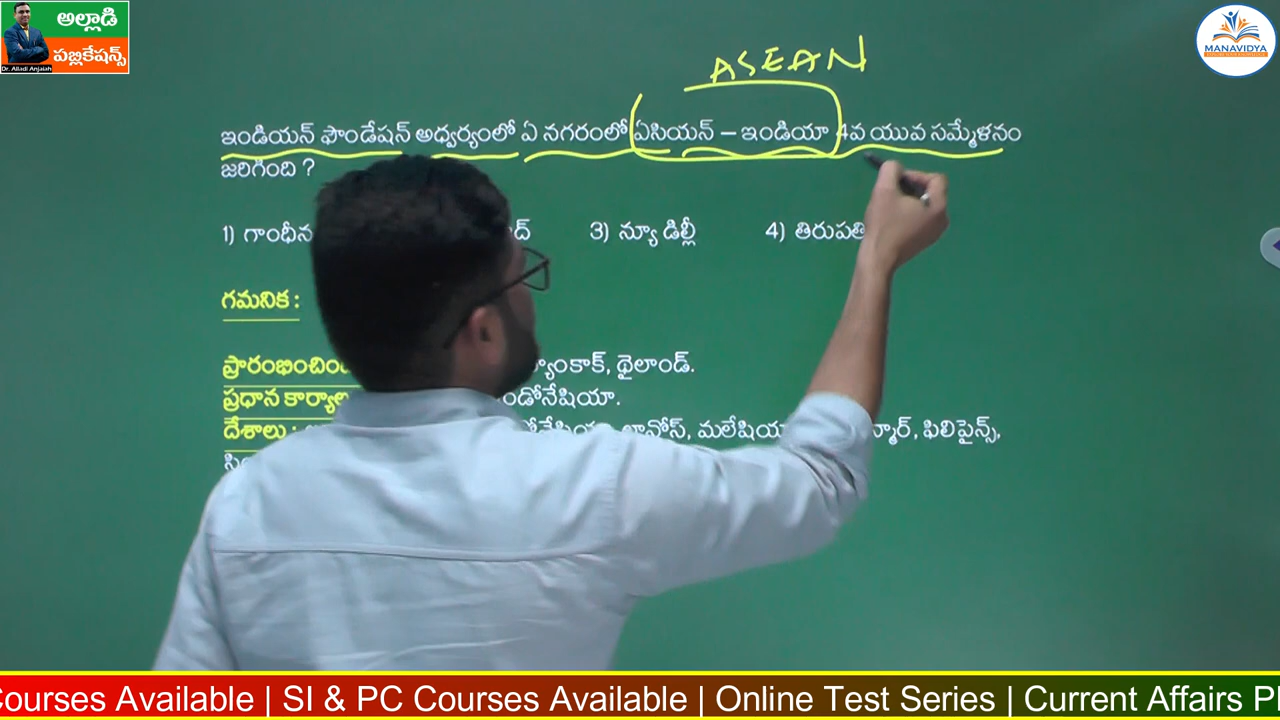 అల్లాడి
పబ్లికేషన్స్
Dr. Alladi Anjaiah
MANAVIDYA
ASEAN
ఇండియన్ ఫౌండేషన్ అధ్వర్యంలో ఏ నగరంలో ఏసియన్ – ఇండియా 4వ యువ సమ్మేళనం
జరిగింది ?
1) గాంధీన ద్ 3) న్యూ డిల్లీ 4) తిరుపతి
గమనిక :
ప్రారంభించింద ్యాంకాక్, థైలాండ్.
ప్రధాన కార్యాల ండోనేషియా.
దేశాలు : లావోస్, మలేషియా న్మార్, ఫిలిపైన్స్,
Courses Available | SI & PC Courses Available | Online Test Series | Current Affairs P